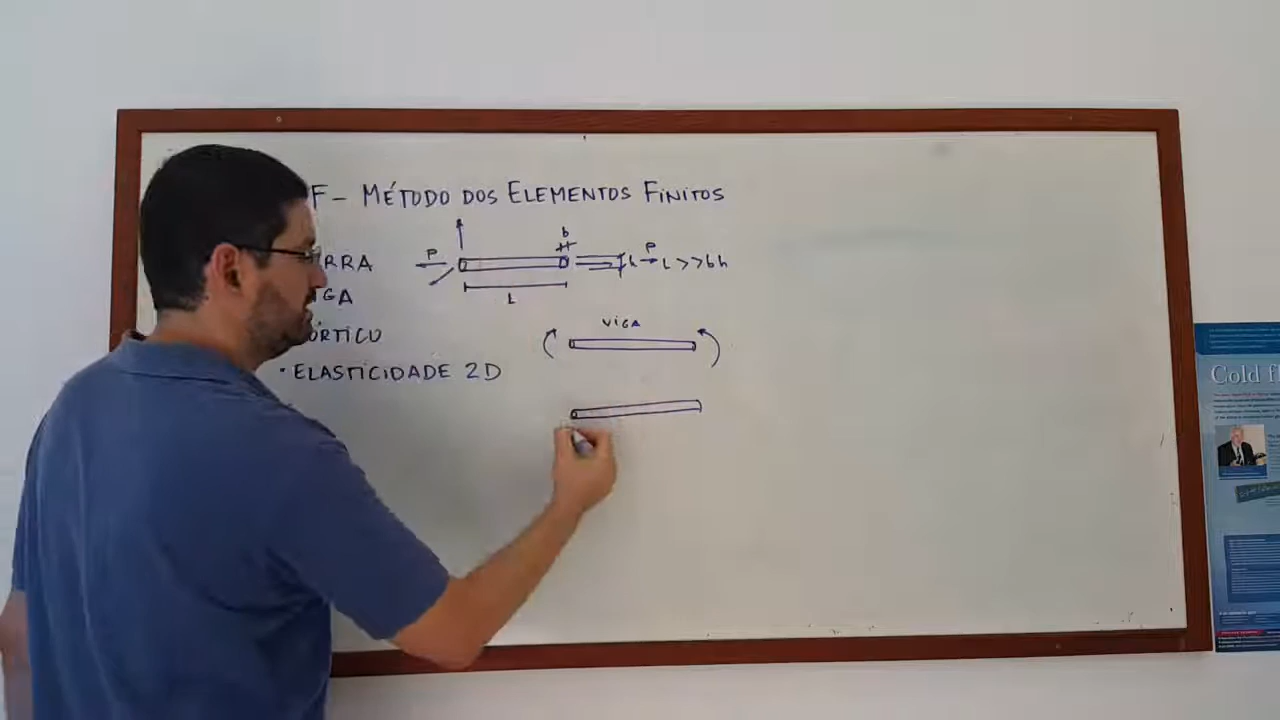 F - MÉTODO DOS ELEMENTOS FINITOS
b
P
h
P
L>>bh
RRA
L
GA
VIGA
ÓRTICO
• ELASTICIDADE 2D
Cold f